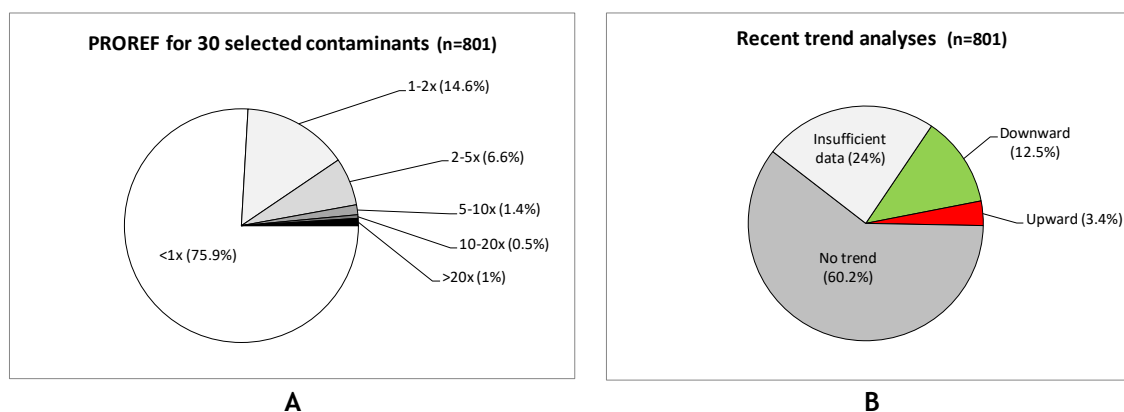 PROREF for 30 selected contaminants (n=801)
1-2x (14.6%)
2-5x (6.6%)
5-10x (1.4%)
10-20x (0.5%)
>20x (1%)
<1x (75.9%)
A
Recent trend analyses (n=801)
Insufficient
data (24%)
Downward
(12.5%)
Upward (3.4%)
No trend
(60.2%)
B